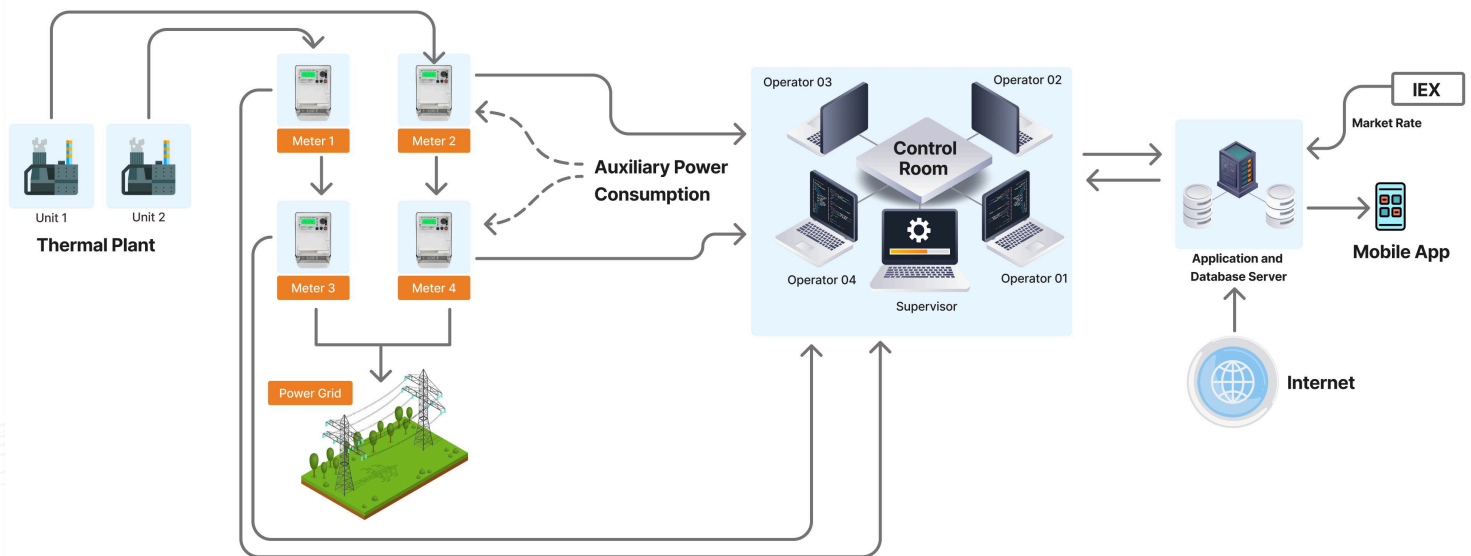 Unit 1
Unit 2
Thermal Plant
Meter 1
Meter 2
Meter 3
Meter 4
Auxiliary Power
Consumption
Power Grid
Operator 03
Operator 02
Control
Room
Operator 04
Operator 01
Supervisor
IEX
Market Rate
Application and
Database Server
Mobile App
Internet